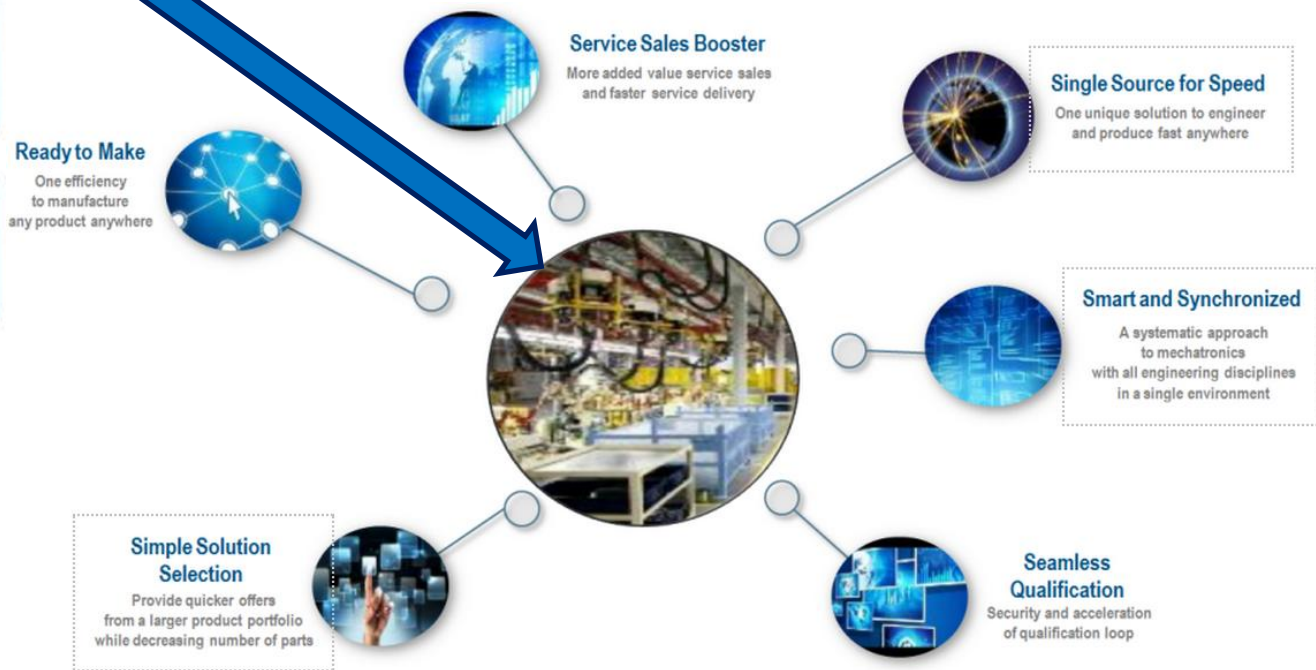 Service Sales Booster
More added value service sales
and faster service delivery
Single Source for Speed
One unique solution to engineer
and produce fast anywhere
Ready to Make
One efficiency
to manufacture
any product anywhere
Smart and Synchronized
A systematic approach
to mechatronics
with all engineering disciplines
in a single environment
Simple Solution
Selection
Provide quicker offers
from a larger product portfolio
while decreasing number of parts
Seamless
Qualification
Security and acceleration
of qualification loop